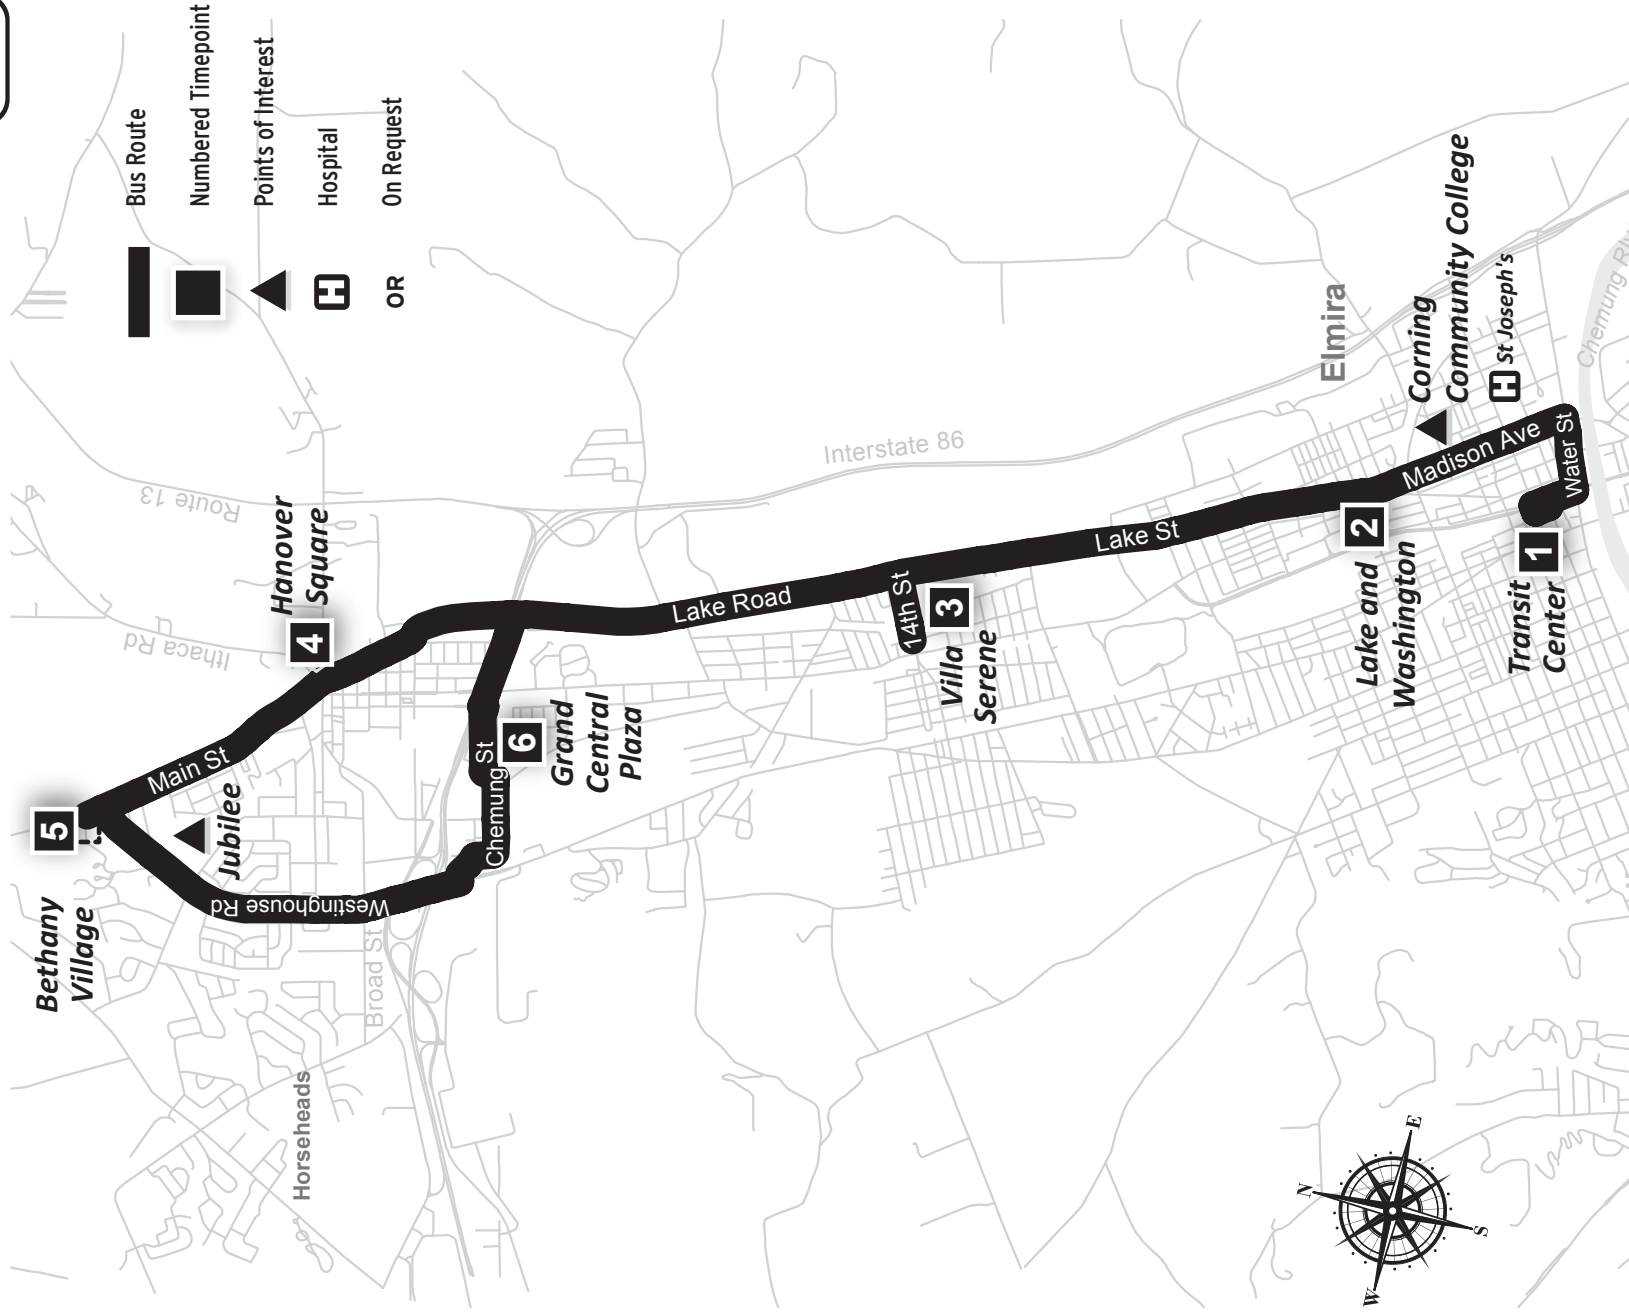 Bus Route
Numbered Timepoint
Points of Interest
H
Hospital
OR
On Request
5
Bethany
Village
Main St
Jubilee
Westinghouse Rd
Broad St
Horseheads
4
Hanover
Square
Route 13
Ithaca Rd
Chemung St
6
Grand
Central
Plaza
Lake Road
Interstate 86
14th St
3
Villa
Serene
Lake St
Elmira
2
Lake and
Washington
Madison Ave
Corning
Community College
H St Joseph's
Water St
1
Transit
Center
N
E
S
W